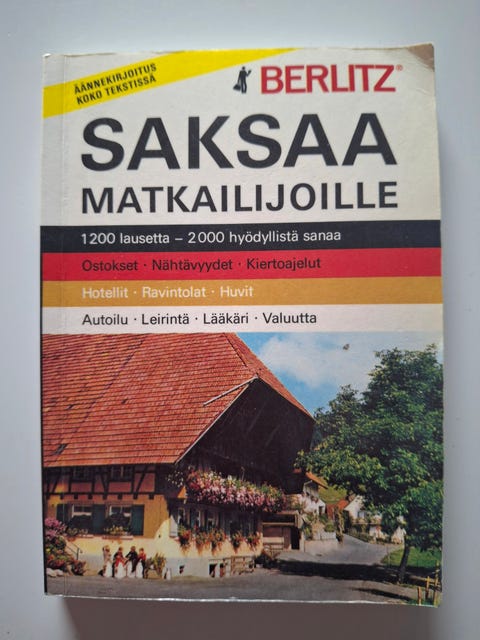 ÄÄNNEKIRJOITUS
KOKO TEKSTISSÄ
BERLITZ®
SAKSAA
MATKAILIJOILLE
1200 lausetta – 2000 hyödyllistä sanaa
Ostokset · Nähtävyydet · Kiertoajelut
Hotellit · Ravintolat · Huvit
Autoilu · Leirintä · Lääkäri · Valuutta